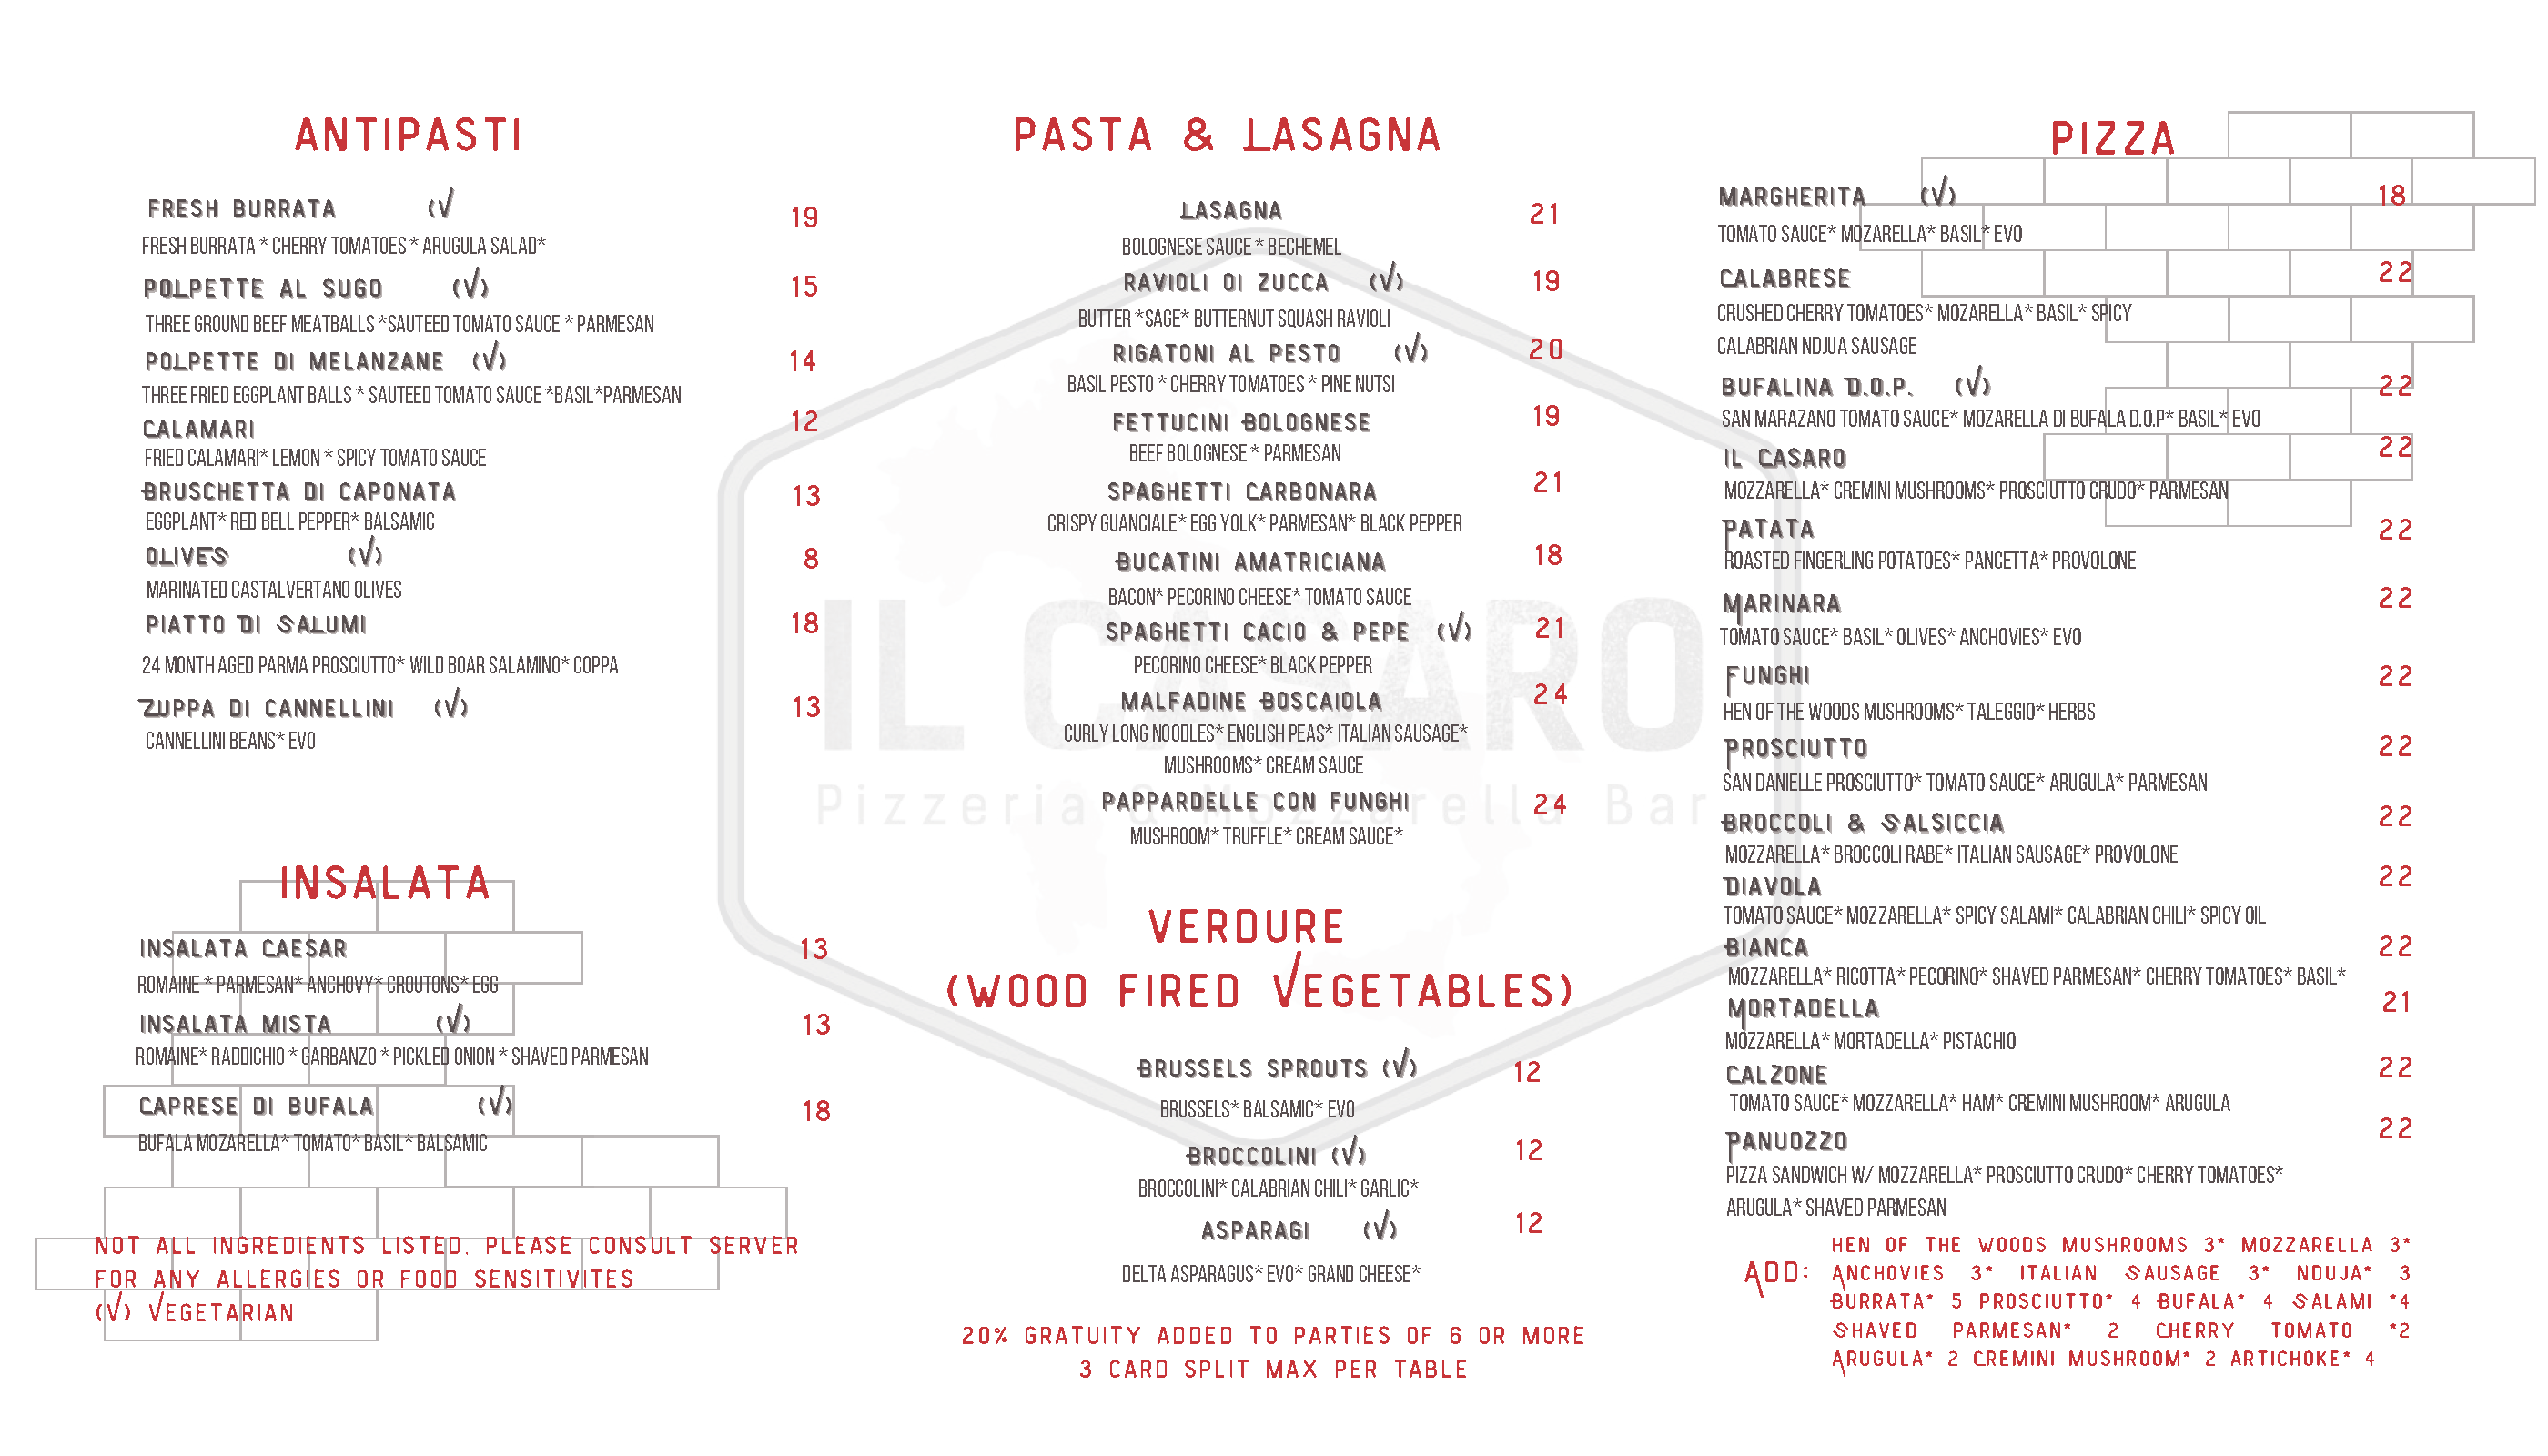 ANTIPASTI
FRESH BURRATA (V
19
FRESH BURRATA * CHERRY TOMATOES * ARUGULA SALAD*
POLPETTE AL SUGO (V)
15
THREE GROUND BEEF MEATBALLS *SAUTEED TOMATO SAUCE * PARMESAN
POLPETTE DI MELANZANE (V)
14
THREE FRIED EGGPLANT BALLS * SAUTEED TOMATO SAUCE *BASIL*PARMESAN
CALAMARI
12
FRIED CALAMARI* LEMON * SPICY TOMATO SAUCE
BRUSCHETTA DI CAPONATA
13
EGGPLANT* RED BELL PEPPER* BALSAMIC
OLIVES (V)
8
MARINATED CASTALVERTANO OLIVES
PIATTO DI SALUMI
18
24 MONTH AGED PARMA PROSCIUTTO* WILD BOAR SALAMINO* COPPA
ZUPPA DI CANNELLINI (V)
13
CANNELLINI BEANS* EVO
INSALATA
INSALATA CAESAR
13
ROMAINE * PARMESAN* ANCHOVY* CROUTONS* EGG
INSALATA MISTA (V)
13
ROMAINE* RADDICHIO * GARBANZO * PICKLED ONION * SHAVED PARMESAN
CAPRESE DI BUFALA (V)
18
BUFALA MOZARELLA* TOMATO* BASIL* BALSAMIC
NOT ALL INGREDIENTS LISTED. PLEASE CONSULT SERVER
FOR ANY ALLERGIES OR FOOD SENSITIVITES
(V) VEGETARIAN
PASTA & LASAGNA
LASAGNA
21
BOLOGNESE SAUCE * BECHEMEL
RAVIOLI DI ZUCCA (V)
19
BUTTER *SAGE* BUTTERNUT SQUASH RAVIOLI
RIGATONI AL PESTO (V)
20
BASIL PESTO * CHERRY TOMATOES * PINE NUTSI
FETTUCINI BOLOGNESE
19
BEEF BOLOGNESE * PARMESAN
SPAGHETTI CARBONARA
21
CRISPY GUANCIALE* EGG YOLK* PARMESAN* BLACK PEPPER
BUCATINI AMATRICIANA
18
BACON* PECORINO CHEESE* TOMATO SAUCE
SPAGHETTI CACIO & PEPE (V)
21
PECORINO CHEESE* BLACK PEPPER
MALFADINE BOSCAIOLA
24
CURLY LONG NOODLES* ENGLISH PEAS* ITALIAN SAUSAGE*
MUSHROOMS* CREAM SAUCE
PAPPARDELLE CON FUNGHI
24
MUSHROOM* TRUFFLE* CREAM SAUCE*
IL CASARO
Pizzeria & Mozzarella Bar
VERDURE
(WOOD FIRED VEGETABLES)
BRUSSELS SPROUTS (V)
12
BRUSSELS* BALSAMIC* EVO
BROCCOLINI (V)
12
BROCCOLINI* CALABRIAN CHILI* GARLIC*
ASPARAGI (V)
12
DELTA ASPARAGUS* EVO* GRAND CHEESE*
20% GRATUITY ADDED TO PARTIES OF 6 OR MORE
3 CARD SPLIT MAX PER TABLE
PIZZA
MARGHERITA (V)
18
TOMATO SAUCE* MOZARELLA* BASIL* EVO
CALABRESE
22
CRUSHED CHERRY TOMATOES* MOZARELLA* BASIL* SPICY
CALABRIAN NDJUA SAUSAGE
BUFALINA D.O.P. (V)
22
SAN MARAZANO TOMATO SAUCE* MOZARELLA DI BUFALA D.O.P* BASIL* EVO
IL CASARO
22
MOZZARELLA* CREMINI MUSHROOMS* PROSCIUTTO CRUDO* PARMESAN
PATATA
22
ROASTED FINGERLING POTATOES* PANCETTA* PROVOLONE
MARINARA
22
TOMATO SAUCE* BASIL* OLIVES* ANCHOVIES* EVO
FUNGHI
22
HEN OF THE WOODS MUSHROOMS* TALEGGIO* HERBS
PROSCIUTTO
22
SAN DANIELLE PROSCIUTTO* TOMATO SAUCE* ARUGULA* PARMESAN
BROCCOLI & SALSICCIA
22
MOZZARELLA* BROCCOLI RABE* ITALIAN SAUSAGE* PROVOLONE
DIAVOLA
22
TOMATO SAUCE* MOZZARELLA* SPICY SALAMI* CALABRIAN CHILI* SPICY OIL
BIANCA
22
MOZZARELLA* RICOTTA* PECORINO* SHAVED PARMESAN* CHERRY TOMATOES* BASIL*
MORTADELLA
21
MOZZARELLA* MORTADELLA* PISTACHIO
CALZONE
22
TOMATO SAUCE* MOZZARELLA* HAM* CREMINI MUSHROOM* ARUGULA
PANUOZZO
22
PIZZA SANDWICH W/ MOZZARELLA* PROSCIUTTO CRUDO* CHERRY TOMATOES*
ARUGULA* SHAVED PARMESAN
HEN OF THE WOODS MUSHROOMS 3* MOZZARELLA 3*
ADD: ANCHOVIES 3* ITALIAN SAUSAGE 3* NDUJA* 3
BURRATA* 5 PROSCIUTTO* 4 BUFALA* 4 SALAMI *4
SHAVED PARMESAN* 2 CHERRY TOMATO *2
ARUGULA* 2 CREMINI MUSHROOM* 2 ARTICHOKE* 4